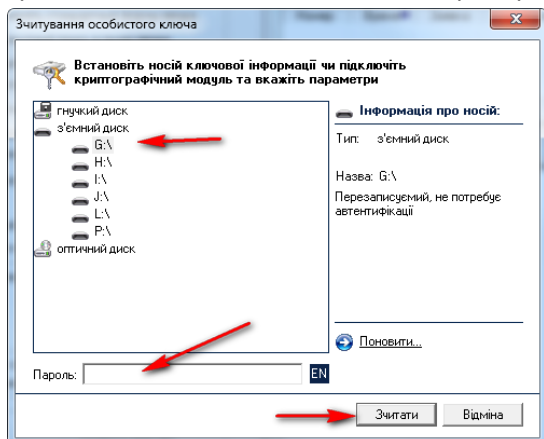 Зчитування особистого ключа
Встановіть носій ключової інформації чи підключіть
криптографічний модуль та вкажіть параметри
гнучкий диск
з'ємний диск
G:\
H:\
I:\
J:\
L:\
P:\
оптичний диск
Інформація про носій:
Тип: з'ємний диск
Назва: G:\
Перезаписуємий, не потребує
автентифікації
Поновити...
Пароль:
EN
Зчитати
Відміна